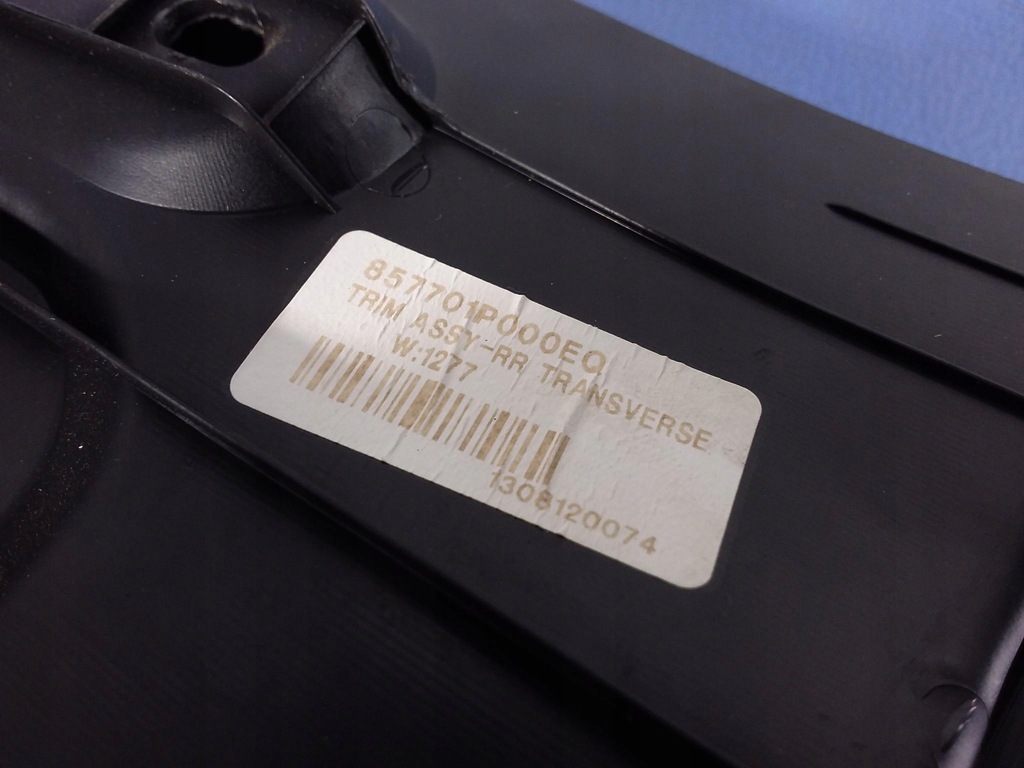 857701P000EQ
TRIM ASSY-RR TRANSVERSE
W:1277
1308120074